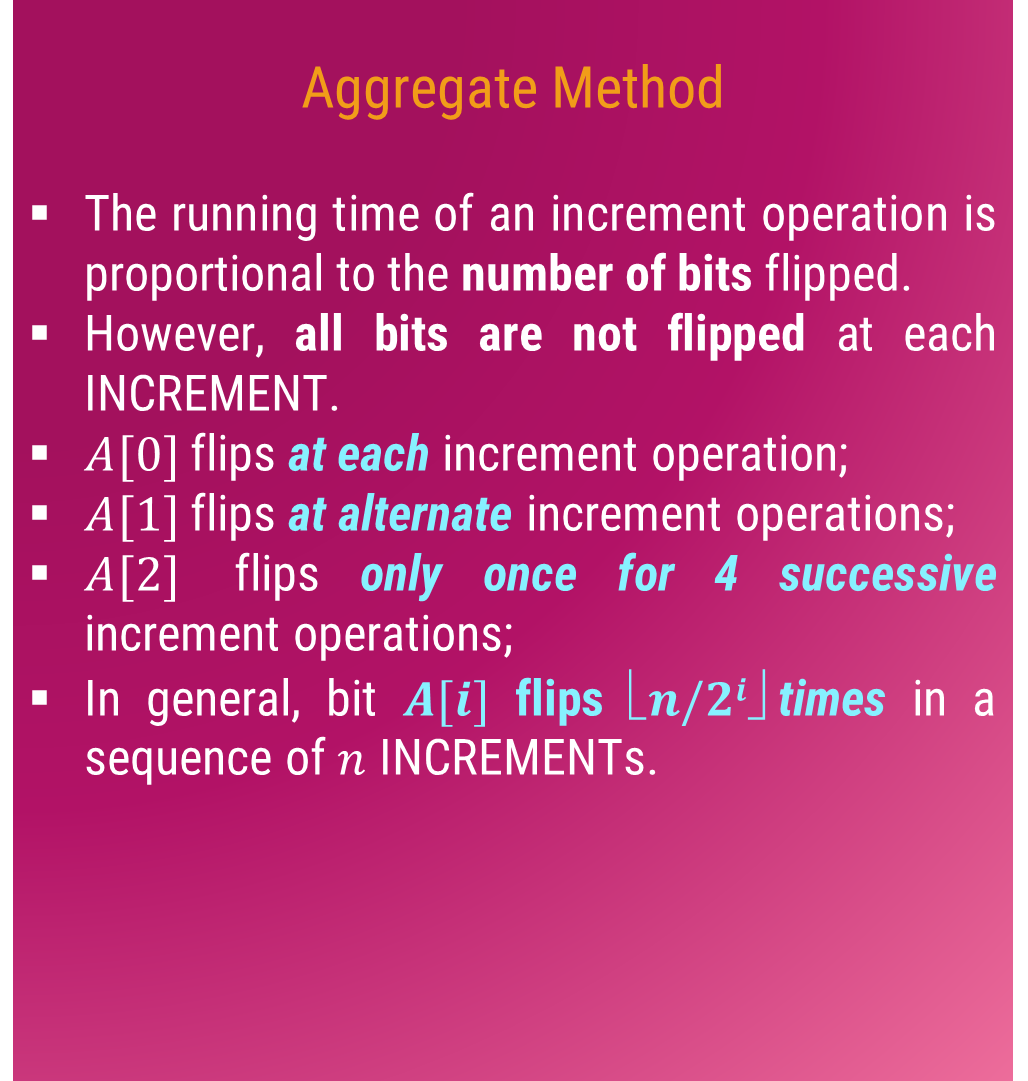 Aggregate Method
▪ The running time of an increment operation is
proportional to the number of bits flipped.
▪ However, all bits are not flipped at each
INCREMENT.
▪ A[0] flips at each increment operation;
▪ A[1] flips at alternate increment operations;
▪ A[2] flips only once for 4 successive
increment operations;
▪ In general, bit A[i] flips ⌊n/2ⁱ⌋ times in a
sequence of n INCREMENTs.